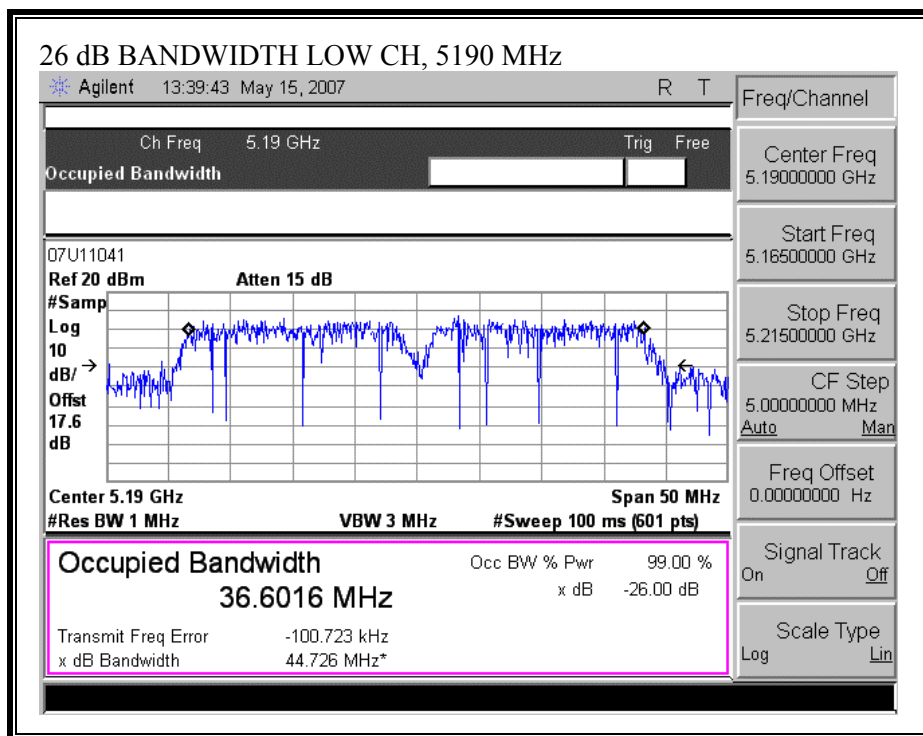 26 dB BANDWIDTH LOW CH, 5190 MHz
Agilent 13:39:43 May 15, 2007 R T
Freq/Channel
Ch Freq 5.19 GHz Trig Free
Occupied Bandwidth
Center Freq
5.19000000 GHz
Start Freq
5.16500000 GHz
Stop Freq
5.21500000 GHz
CF Step
5.00000000 MHz
Auto Man
Freq Offset
0.00000000 Hz
Signal Track
On Off
Scale Type
Log Lin
07U11041
Ref 20 dBm Atten 15 dB
#Samp
Log
10
dB/
Offst
17.6
dB
Center 5.19 GHz Span 50 MHz
#Res BW 1 MHz VBW 3 MHz #Sweep 100 ms (601 pts)
Occupied Bandwidth Occ BW % Pwr 99.00 %
36.6016 MHz x dB -26.00 dB
Transmit Freq Error -100.723 kHz
x dB Bandwidth 44.726 MHz*